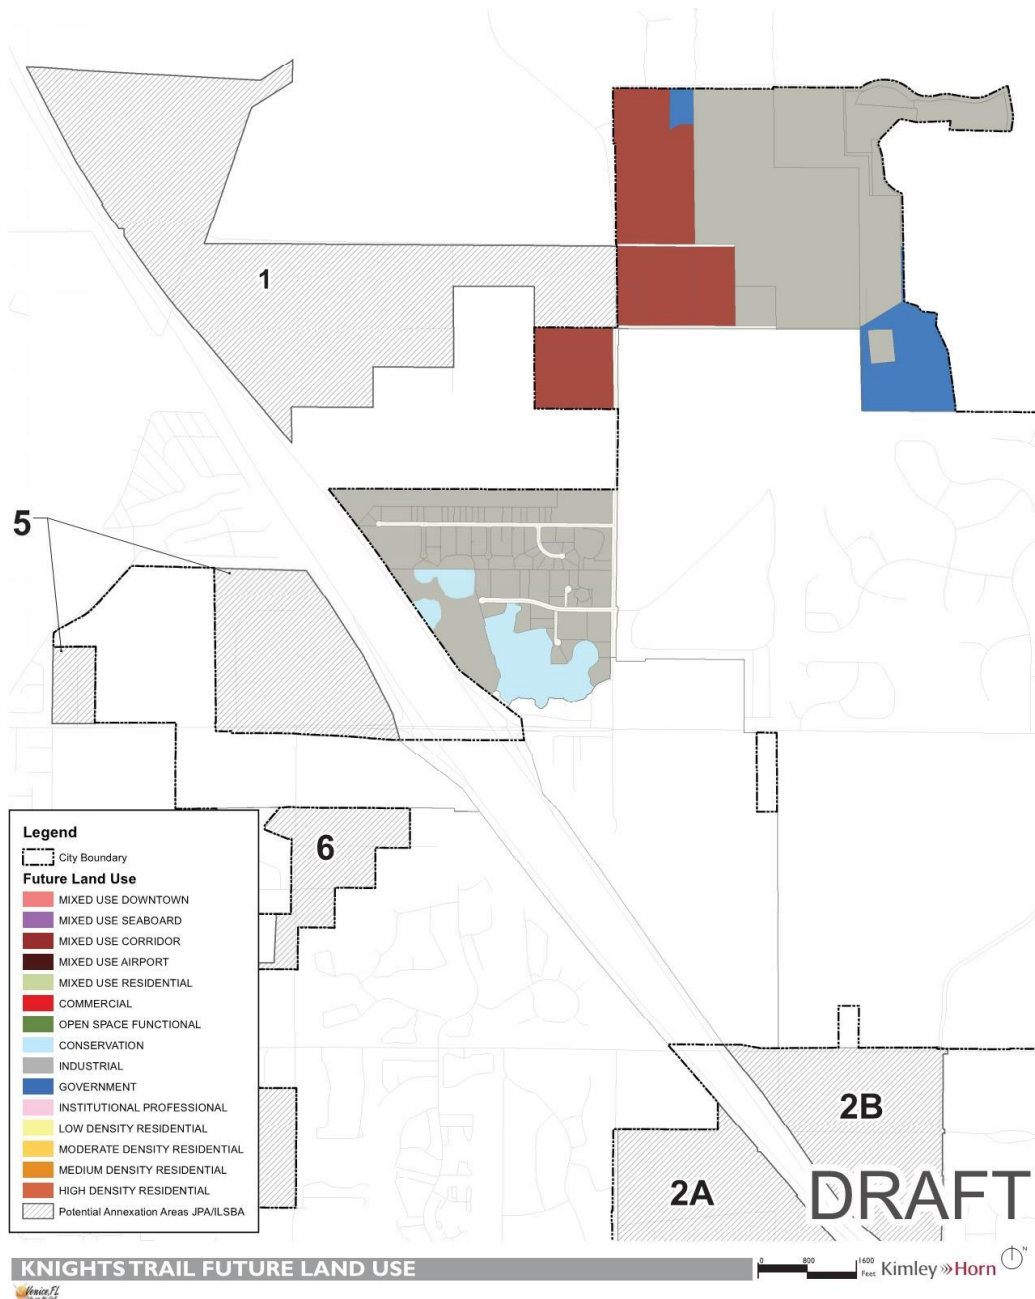 1
5
6
2B
2A
DRAFT
Legend
City Boundary
Future Land Use
MIXED USE DOWNTOWN
MIXED USE SEABOARD
MIXED USE CORRIDOR
MIXED USE AIRPORT
MIXED USE RESIDENTIAL
COMMERCIAL
OPEN SPACE FUNCTIONAL
CONSERVATION
INDUSTRIAL
GOVERNMENT
INSTITUTIONAL PROFESSIONAL
LOW DENSITY RESIDENTIAL
MODERATE DENSITY RESIDENTIAL
MEDIUM DENSITY RESIDENTIAL
HIGH DENSITY RESIDENTIAL
Potential Annexation Areas JPA/ILSBA
KNIGHTS TRAIL FUTURE LAND USE
0 800 1600
Feet
Kimley»Horn
N
Venice, FL